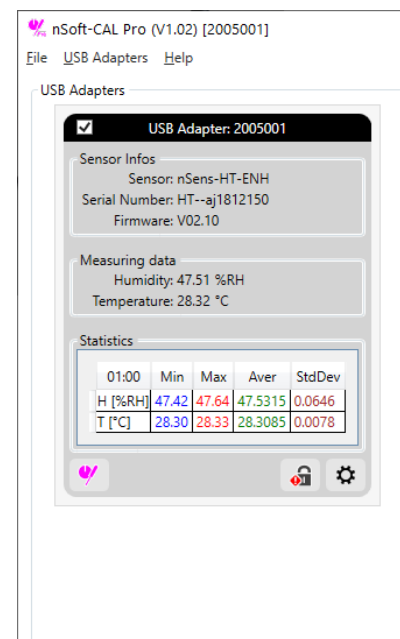 nSoft-CAL Pro (V1.02) [2005001]
File USB Adapters Help
USB Adapters
USB Adapter: 2005001
Sensor Infos
Sensor: nSens-HT-ENH
Serial Number: HT--aj1812150
Firmware: V02.10
Measuring data
Humidity: 47.51 %RH
Temperature: 28.32 °C
Statistics
01:00 Min Max Aver StdDev
H [%RH] 47.42 47.64 47.5315 0.0646
T [°C] 28.30 28.33 28.3085 0.0078